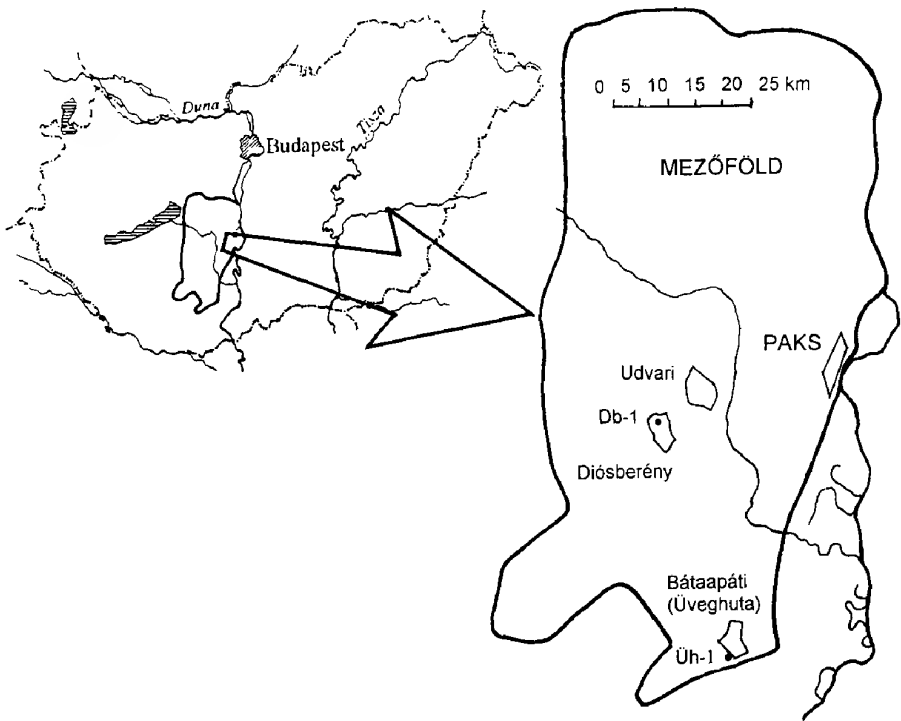 Duna
Tisza
Budapest
0 5 10 15 20 25 km
MEZŐFÖLD
PAKS
Udvari
Db-1
Diósberény
Bátaapáti
(Üveghuta)
Üh-1